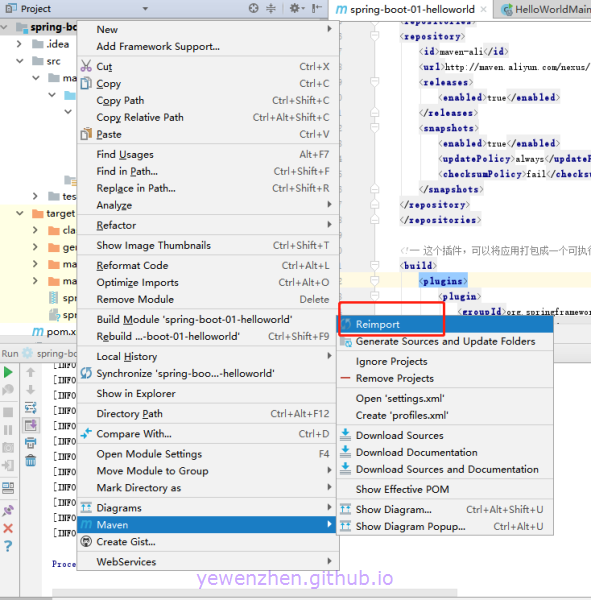 Project
spring-boot-01-helloworld
HelloWorldMain
spring-boo
.idea
src
ma
tes
target
cla
gen
ma
ma
spr
spr
pom.x
New
Add Framework Support...
Cut Ctrl+X
Copy Ctrl+C
Copy Path Ctrl+Shift+C
Copy Relative Path Ctrl+Alt+Shift+C
Paste Ctrl+V
Find Usages Alt+F7
Find in Path... Ctrl+Shift+F
Replace in Path... Ctrl+Shift+R
Analyze
Refactor
Show Image Thumbnails Ctrl+Shift+T
Reformat Code Ctrl+Alt+L
Optimize Imports Ctrl+Alt+O
Remove Module Delete
Build Module 'spring-boot-01-helloworld'
Rebuild ...-boot-01-helloworld' Ctrl+Shift+F9
Local History
Synchronize 'spring-boo...-helloworld'
Show in Explorer
Directory Path Ctrl+Alt+F12
Compare With... Ctrl+D
Open Module Settings F4
Move Module to Group
Mark Directory as
Diagrams
Maven
Create Gist...
WebServices
<repository>
<id>maven-ali</id>
<url>http://maven.aliyun.com/nexus/
<releases>
<enabled>true</enabled>
</releases>
<snapshots>
<enabled>true</enabled>
<updatePolicy>always</updateP
<checksumPolicy>fail</checksu
</snapshots>
</repository>
</repositories>
<!-- 这个插件，可以将应用打包成一个可执行
<build>
<plugins>
<plugin>
<groupId>org.springframewor
Reimport
Generate Sources and Update Folders
Ignore Projects
Remove Projects
Open 'settings.xml'
Create 'profiles.xml'
Download Sources
Download Documentation
Download Sources and Documentation
Show Effective POM
Show Diagram... Ctrl+Alt+Shift+U
Show Diagram Popup... Ctrl+Alt+U
Run spring-bo
[INFO
[INFO
[INFO
[INFO
[INFO
[INFO
[INFO
[INFO
[INFO
[INFO
[INFO
[INFO
Proce
yewenzhen.github.io